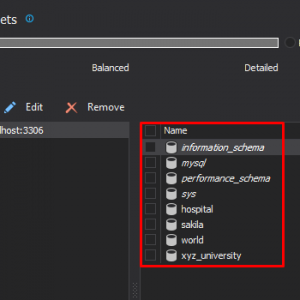 ets
Balanced Detailed
Edit Remove
lhost:3306
Name
information_schema
mysql
performance_schema
sys
hospital
sakila
world
xyz_university